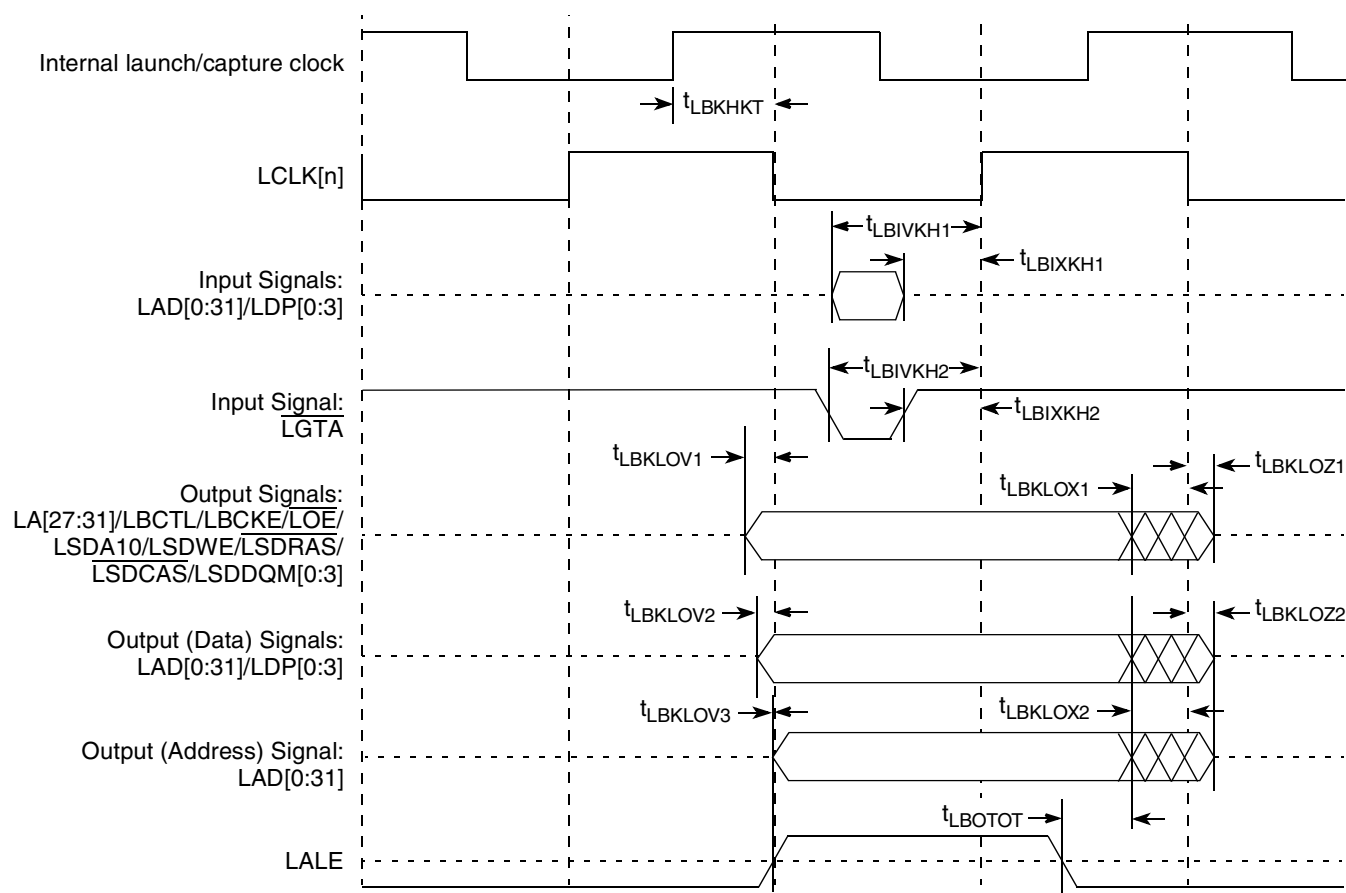 Internal launch/capture clock
tLBKHKT
LCLK[n]
tLBIVKH1
tLBIXKH1
Input Signals:
LAD[0:31]/LDP[0:3]
tLBIVKH2
Input Signal:
LGTA
tLBIXKH2
tLBKLOV1
tLBKLOZ1
tLBKLOX1
Output Signals:
LA[27:31]/LBCTL/LBCKE/LOE/
LSDA10/LSDWE/LSDRAS/
LSDCAS/LSDDQM[0:3]
tLBKLOV2
tLBKLOZ2
Output (Data) Signals:
LAD[0:31]/LDP[0:3]
tLBKLOV3
tLBKLOX2
Output (Address) Signal:
LAD[0:31]
tLBOTOT
LALE